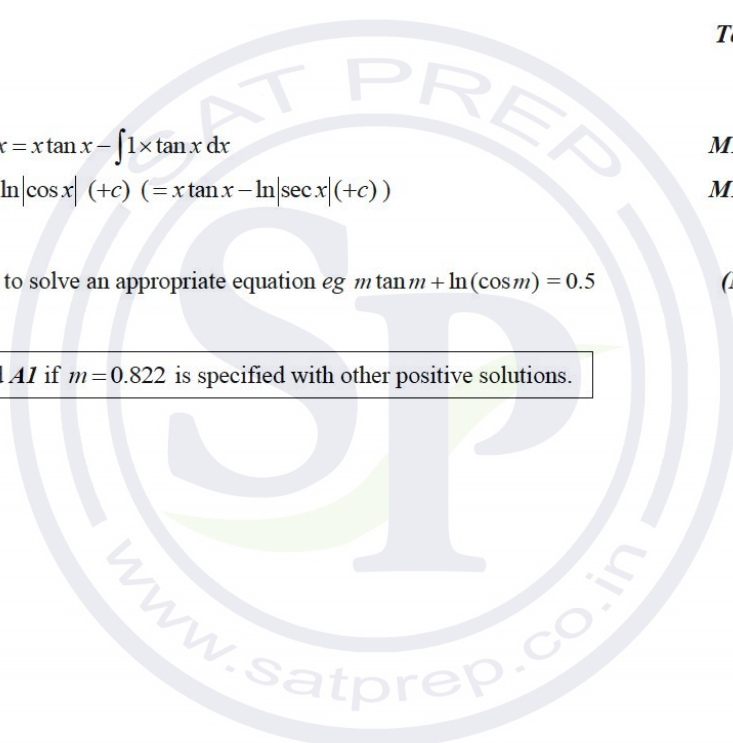 x = x tan x − ∫1 × tan x dx
ln|cos x| (+c) (= x tan x − ln|sec x| (+c))
to solve an appropriate equation eg m tan m + ln(cos m) = 0.5
A1 if m = 0.822 is specified with other positive solutions.
SAT PREP
SP
www.satprep.co.in